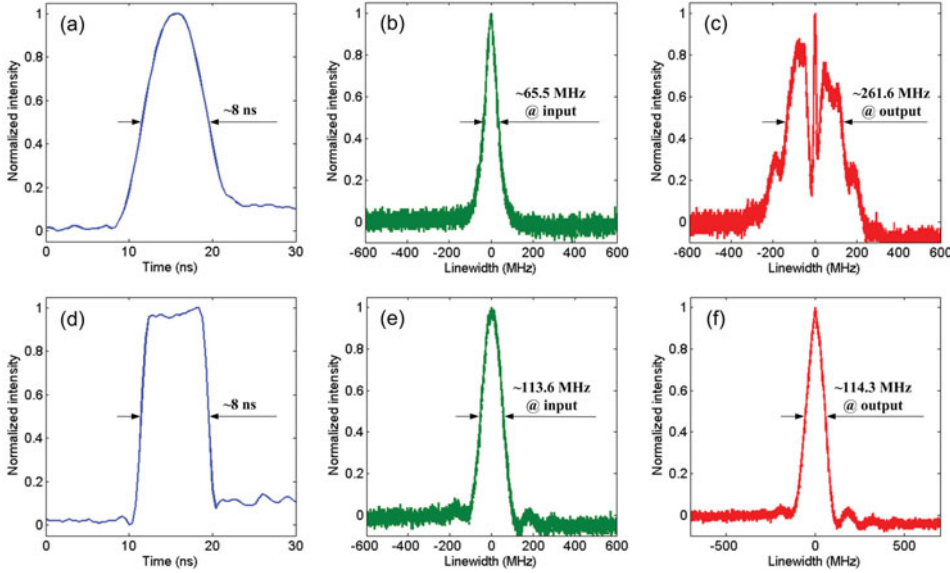 (a)
~8 ns
Normalized intensity
1
0.8
0.6
0.4
0.2
0
0 10 20 30
Time (ns)
(b)
~65.5 MHz
@ input
Normalized intensity
1
0.8
0.6
0.4
0.2
0
-600 -400 -200 0 200 400 600
Linewidth (MHz)
(c)
~261.6 MHz
@ output
Normalized intensity
1
0.8
0.6
0.4
0.2
0
-600 -400 -200 0 200 400 600
Linewidth (MHz)
(d)
~8 ns
Normalized intensity
1
0.8
0.6
0.4
0.2
0
0 10 20 30
Time (ns)
(e)
~113.6 MHz
@ input
Normalized intensity
1
0.8
0.6
0.4
0.2
0
-600 -400 -200 0 200 400 600
Linewidth (MHz)
(f)
~114.3 MHz
@ output
Normalized intensity
1
0.8
0.6
0.4
0.2
0
-500 0 500
Linewidth (MHz)